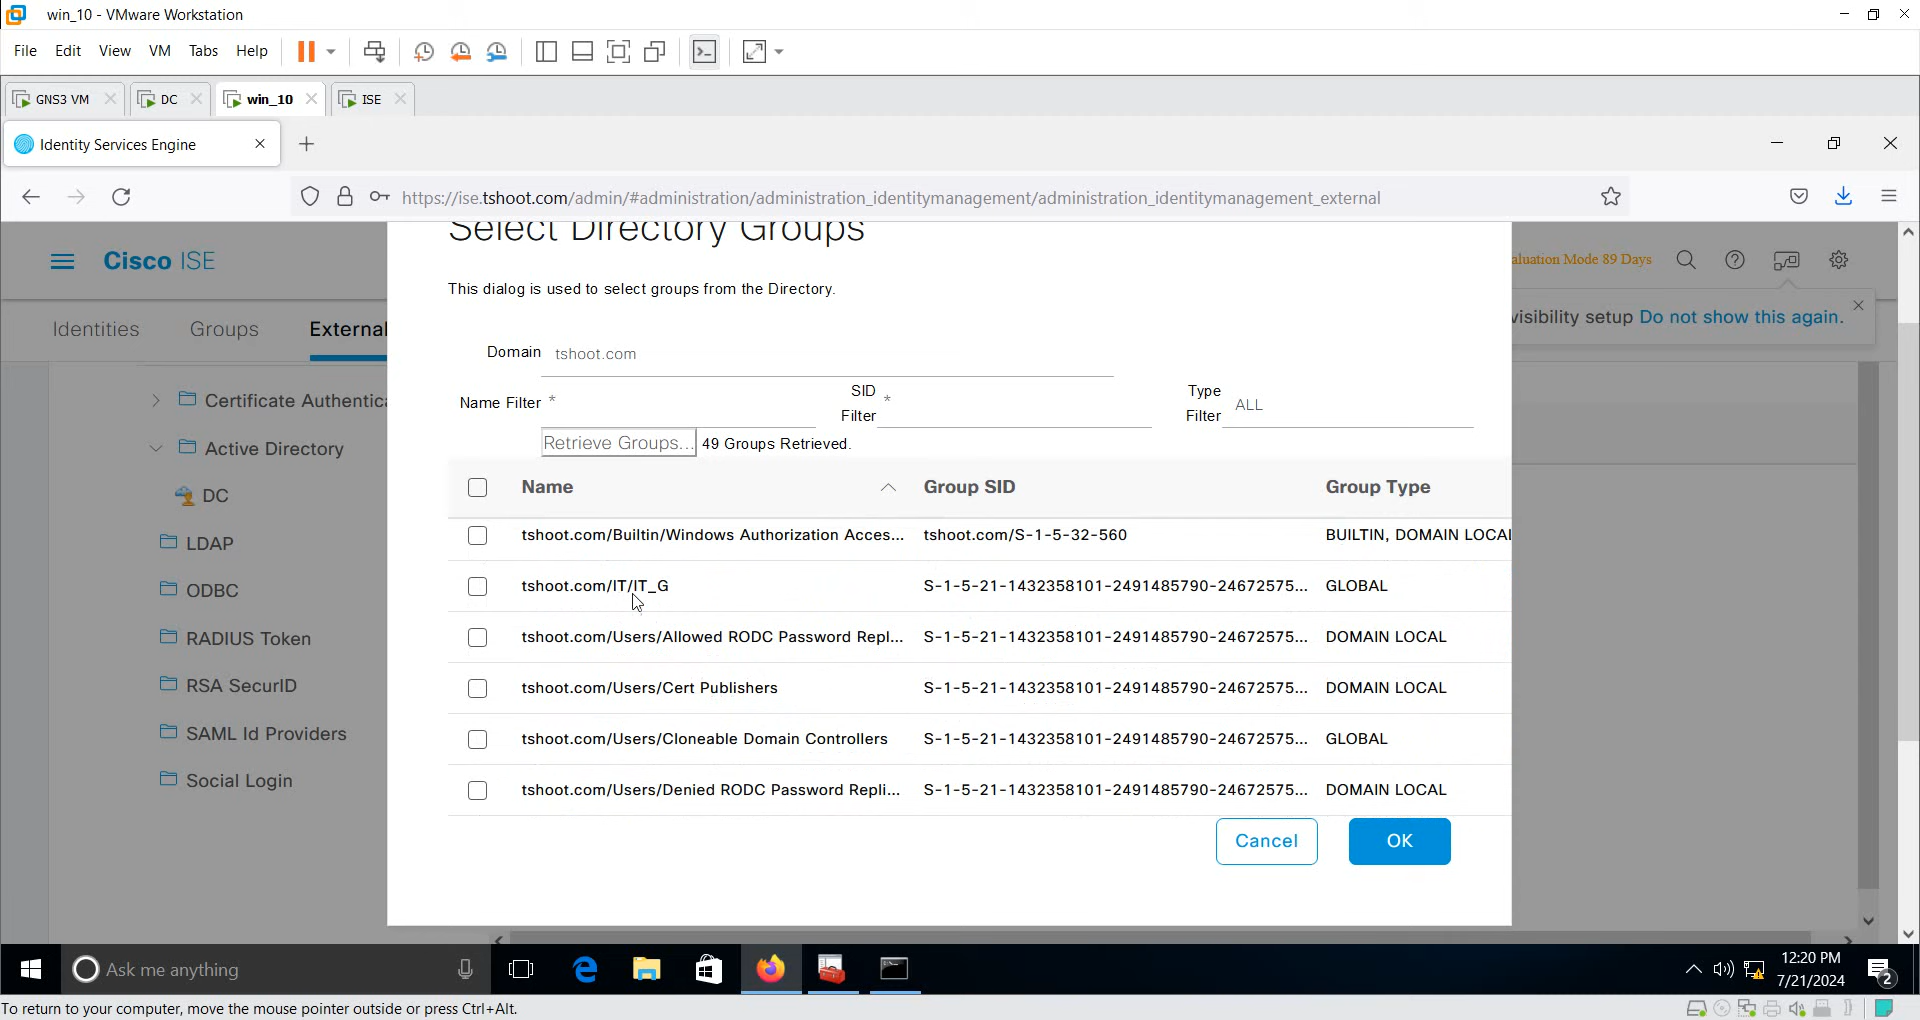 win_10 - VMware Workstation
File Edit View VM Tabs Help
GNS3 VM DC win_10 ISE
Identity Services Engine
https://ise.tshoot.com/admin/#administration/administration_identitymanagement/administration_identitymanagement_external
Select Directory Groups
Cisco ISE
aluation Mode 89 Days
This dialog is used to select groups from the Directory.
visibility setup Do not show this again.
Identities Groups External
Domain tshoot.com
Name Filter *
SID Filter *
Type Filter ALL
Retrieve Groups... 49 Groups Retrieved.
Certificate Authentica
Active Directory
DC
LDAP
ODBC
RADIUS Token
RSA SecurID
SAML Id Providers
Social Login
Name Group SID Group Type
tshoot.com/Builtin/Windows Authorization Acces... tshoot.com/S-1-5-32-560 BUILTIN, DOMAIN LOCAL
tshoot.com/IT/IT_G S-1-5-21-1432358101-2491485790-24672575... GLOBAL
tshoot.com/Users/Allowed RODC Password Repl... S-1-5-21-1432358101-2491485790-24672575... DOMAIN LOCAL
tshoot.com/Users/Cert Publishers S-1-5-21-1432358101-2491485790-24672575... DOMAIN LOCAL
tshoot.com/Users/Cloneable Domain Controllers S-1-5-21-1432358101-2491485790-24672575... GLOBAL
tshoot.com/Users/Denied RODC Password Repli... S-1-5-21-1432358101-2491485790-24672575... DOMAIN LOCAL
Cancel OK
Ask me anything
12:20 PM
7/21/2024
2
To return to your computer, move the mouse pointer outside or press Ctrl+Alt.